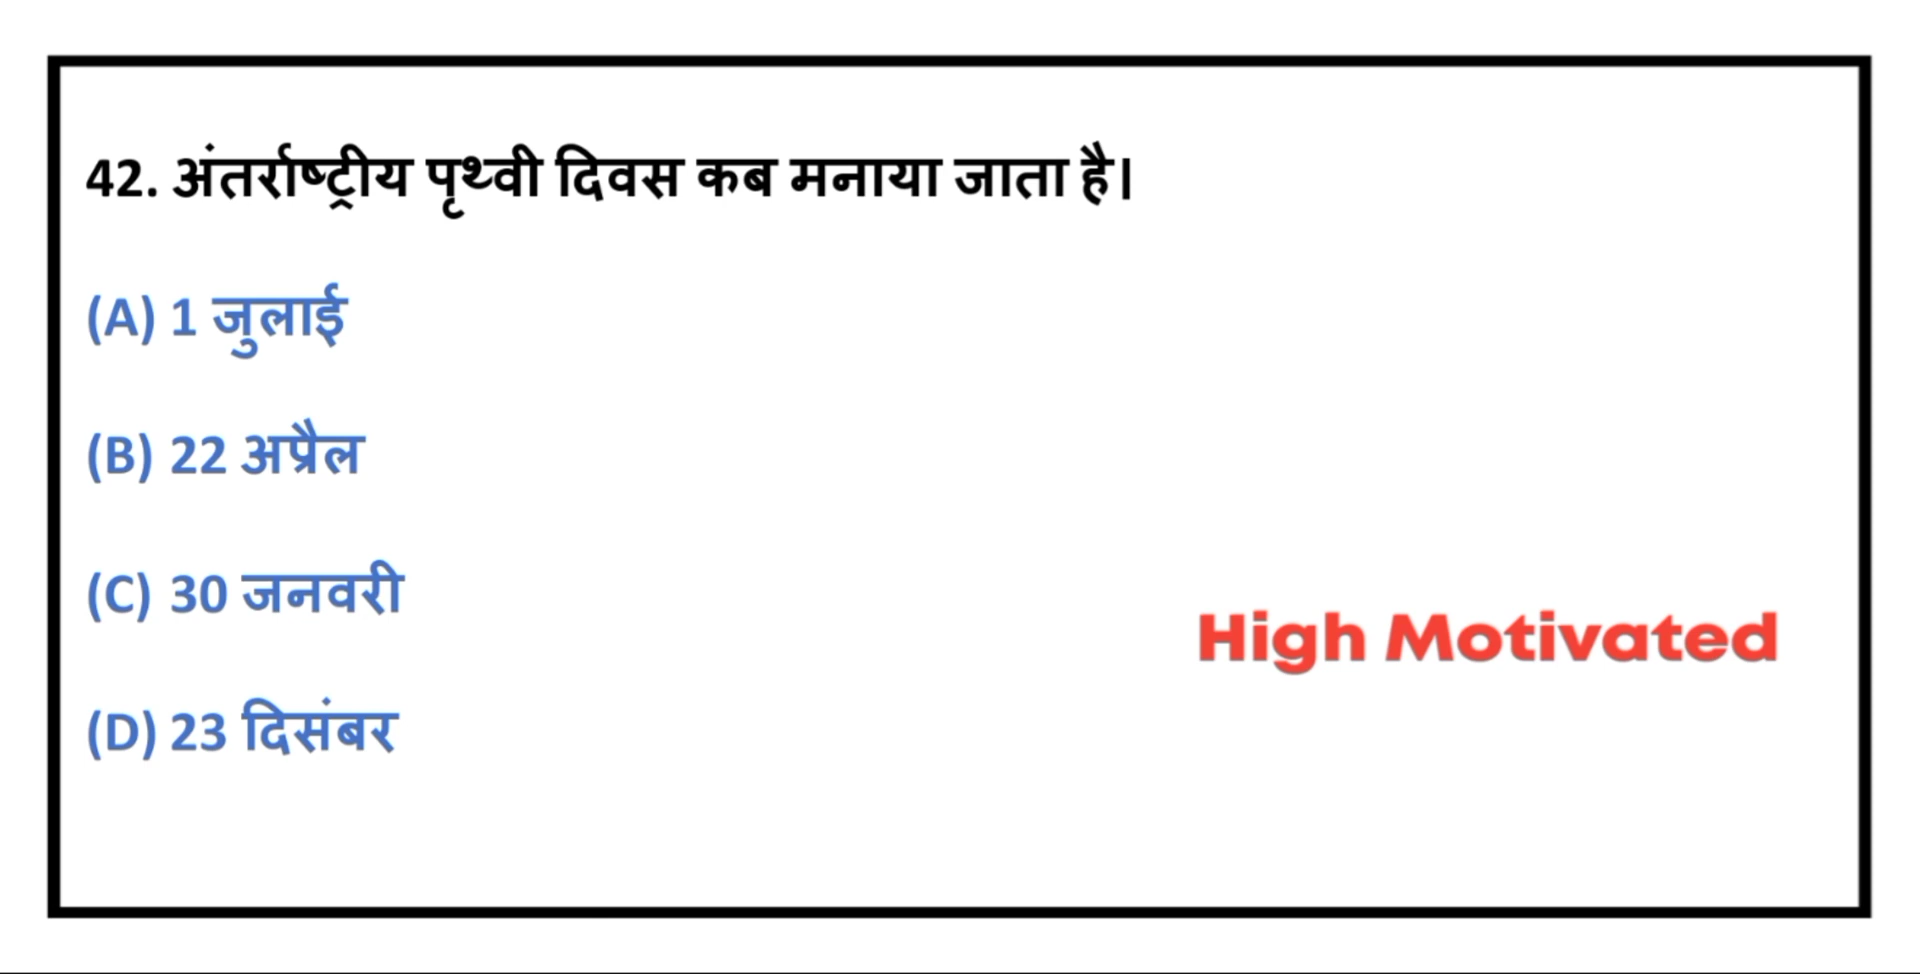 42. अंतर्राष्ट्रीय पृथ्वी दिवस कब मनाया जाता है।
(A) 1 जुलाई
(B) 22 अप्रैल
(C) 30 जनवरी
High Motivated
(D) 23 दिसंबर